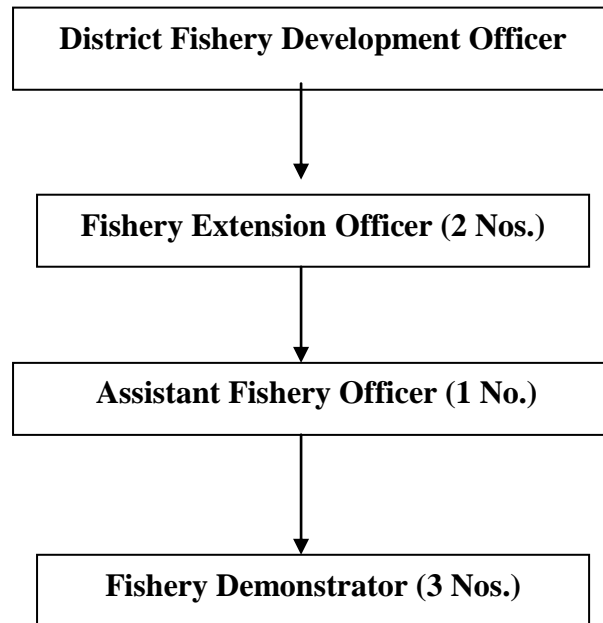 District Fishery Development Officer
Fishery Extension Officer (2 Nos.)
Assistant Fishery Officer (1 No.)
Fishery Demonstrator (3 Nos.)